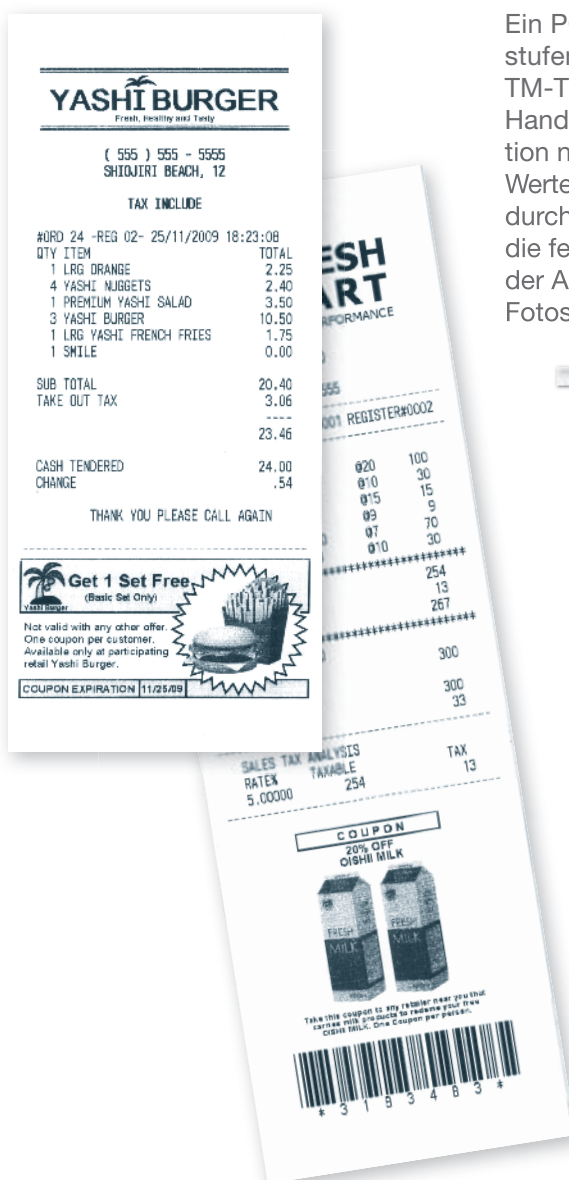 YASHI BURGER
Fresh, Healthy and Tasty
( 555 ) 555 - 5555
SHIOJIRI BEACH, 12
TAX INCLUDE
#ORD 24 -REG 02- 25/11/2009 18:23:08
QTY ITEM TOTAL
1 LRG ORANGE 2.25
4 YASHI NUGGETS 2.40
1 PREMIUM YASHI SALAD 3.50
3 YASHI BURGER 10.50
1 LRG YASHI FRENCH FRIES 1.75
1 SMILE 0.00
SUB TOTAL 20.40
TAKE OUT TAX 3.06
----
23.46
CASH TENDERED 24.00
CHANGE .54
THANK YOU PLEASE CALL AGAIN
Get 1 Set Free
(Basic Set Only)
Yashi Burger
Not valid with any other offer.
One coupon per customer.
Available only at participating
retail Yashi Burger.
COUPON EXPIRATION 11/25/09
ESH
ART
RFORMANCE
555
001 REGISTER#0002
@20 100
@10 30
@15 15
@9 9
@7 70
@10 30
254
13
267
300
300
33
SALES TAX ANALYSIS
RATE% TAXABLE TAX
5.00000 254 13
COUPON
20% OFF
OISHII MILK
FRESH
MILK
FRESH
MILK
Take this coupon to any retailer near you that
carries milk products to redeme your free
OISHII MILK. One Coupon per person.
*3183483*
Ein P
stufen
TM-T
Hand
tion n
Werte
durch
die fe
der A
Fotos